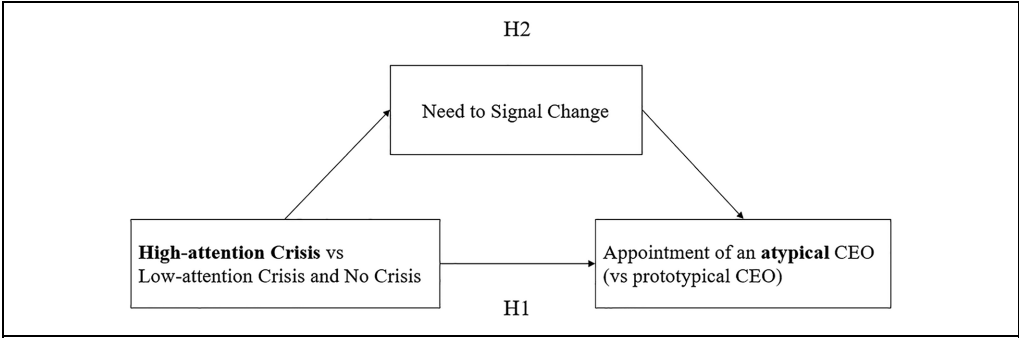 H2
Need to Signal Change
High-attention Crisis vs
Low-attention Crisis and No Crisis
Appointment of an atypical CEO
(vs prototypical CEO)
H1